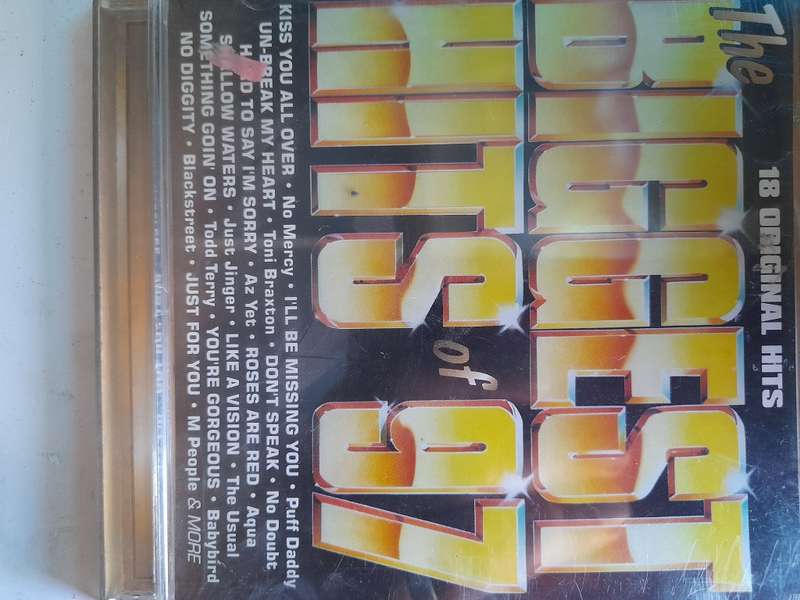 The
18 ORIGINAL HITS
BIGGEST
HITS of 97
KISS YOU ALL OVER • No Mercy • I'LL BE MISSING YOU • Puff Daddy
UN-BREAK MY HEART • Toni Braxton • DON'T SPEAK • No Doubt
TO SAY I'M SORRY • Az Yet • ROSES ARE RED • Aqua
WATERS • Just Jinger • LIKE A VISION • The Usual
SOMETHING GOIN' ON • Todd Terry • YOU'RE GORGEOUS • Babybird
NO DIGGITY • Blackstreet • JUST FOR YOU • M People & MORE